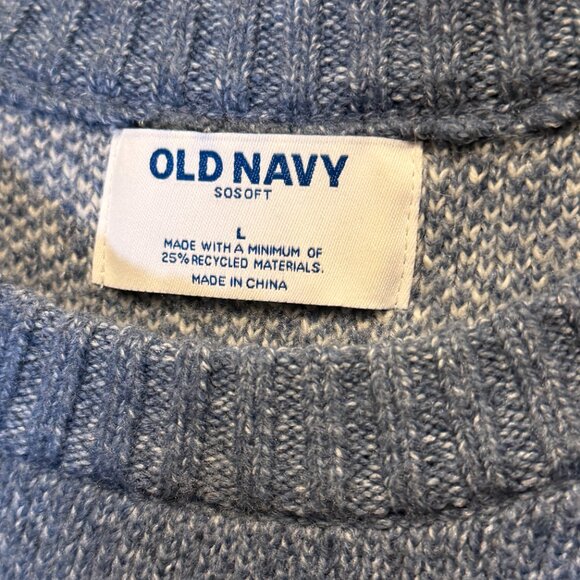 OLD NAVY
SOSOFT
L
MADE WITH A MINIMUM OF
25% RECYCLED MATERIALS.
MADE IN CHINA